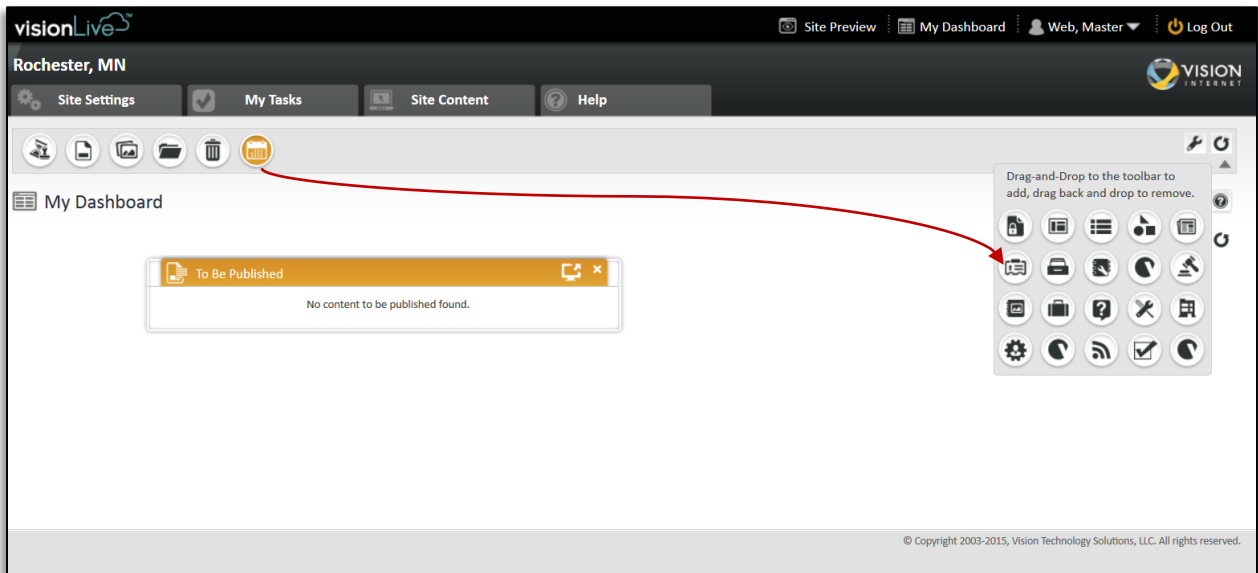 visionLive
Site Preview
My Dashboard
Web, Master
Log Out
Rochester, MN
VISION
INTERNET
Site Settings
My Tasks
Site Content
Help
Drag-and-Drop to the toolbar to
add, drag back and drop to remove.
My Dashboard
To Be Published
No content to be published found.
© Copyright 2003-2015, Vision Technology Solutions, LLC. All rights reserved.